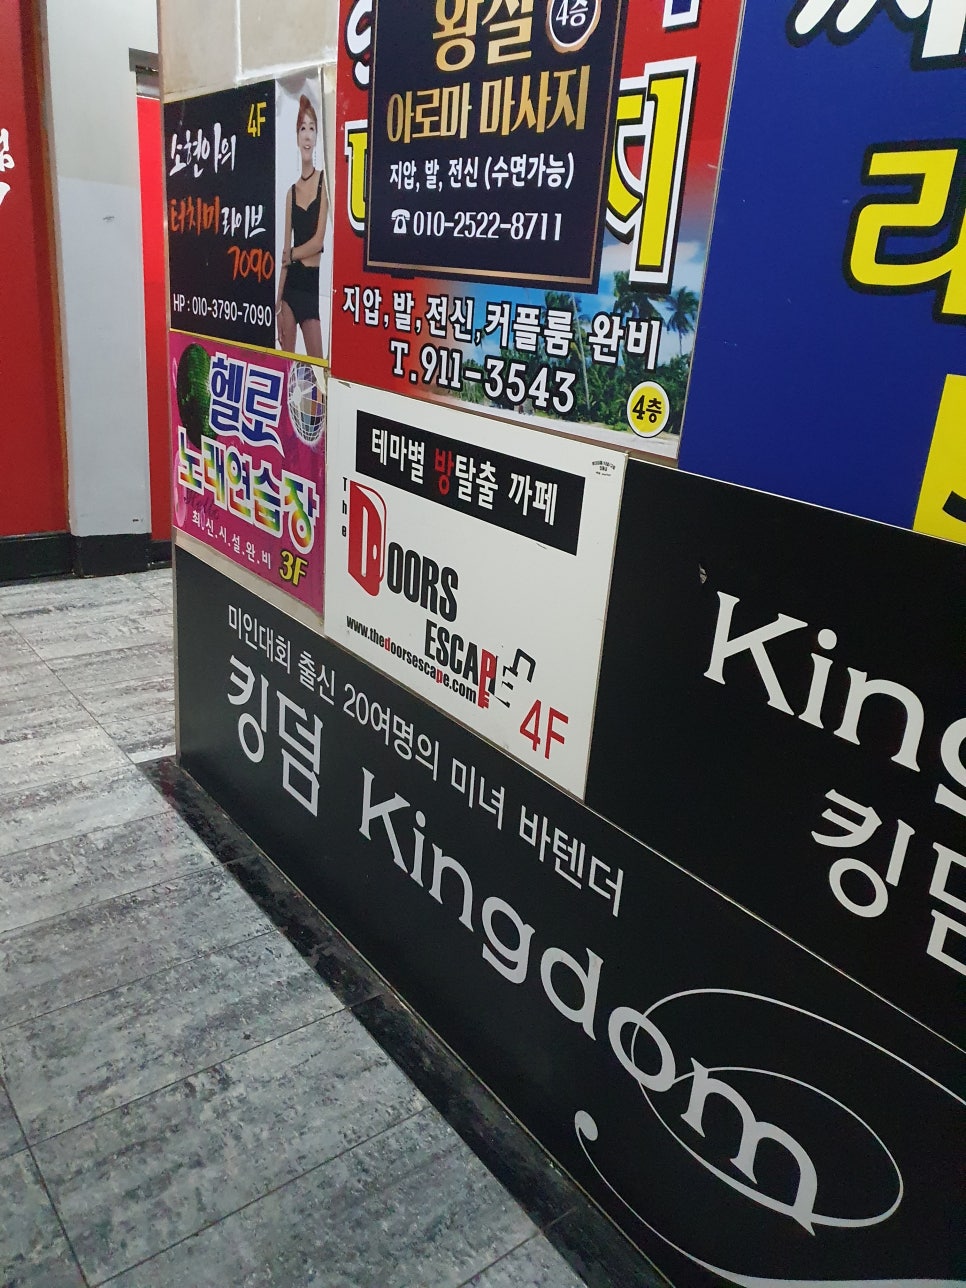 4F
소현아의
터치미 라이브
7090
HP : 010-3790-7090
왕실
4층
아로마 마사지
지압, 발, 전신 (수면가능)
☎010-2522-8711
지압,발,전신,커플룸 완비
T.911-3543
4층
헬로
노래연습장
Hello
최.신.시.설.완.비
3F
테마별 방탈출 까페
The
DOORS
ESCAPE
www.thedoorsescape.com
4F
미인대회 출신 20여명의 미녀 바텐더
킹덤 Kingdom
King
킹덤